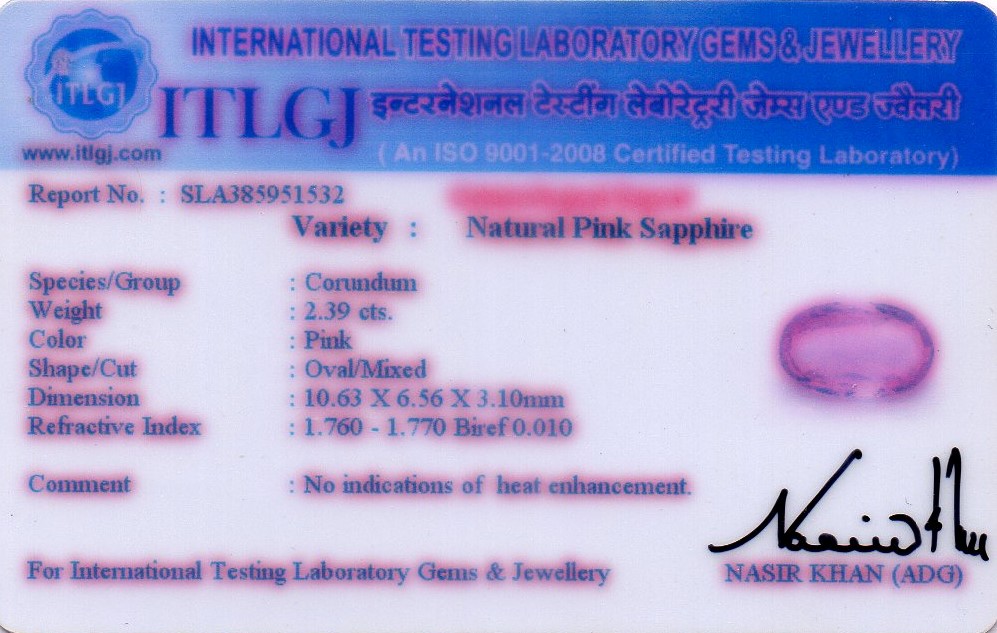 INTERNATIONAL TESTING LABORATORY GEMS & JEWELLERY
ITLGJ
ITLGJ इन्टरनेशनल टेस्टींग लेबोरेट्ररी जेम्स एण्ड ज्वैलरी
www.itlgj.com
( An ISO 9001-2008 Certified Testing Laboratory)
Report No. : SLA385951532
Variety : Natural Pink Sapphire
Species/Group : Corundum
Weight : 2.39 cts.
Color : Pink
Shape/Cut : Oval/Mixed
Dimension : 10.63 X 6.56 X 3.10mm
Refractive Index : 1.760 - 1.770 Biref 0.010
Comment : No indications of heat enhancement.
For International Testing Laboratory Gems & Jewellery
NASIR KHAN (ADG)